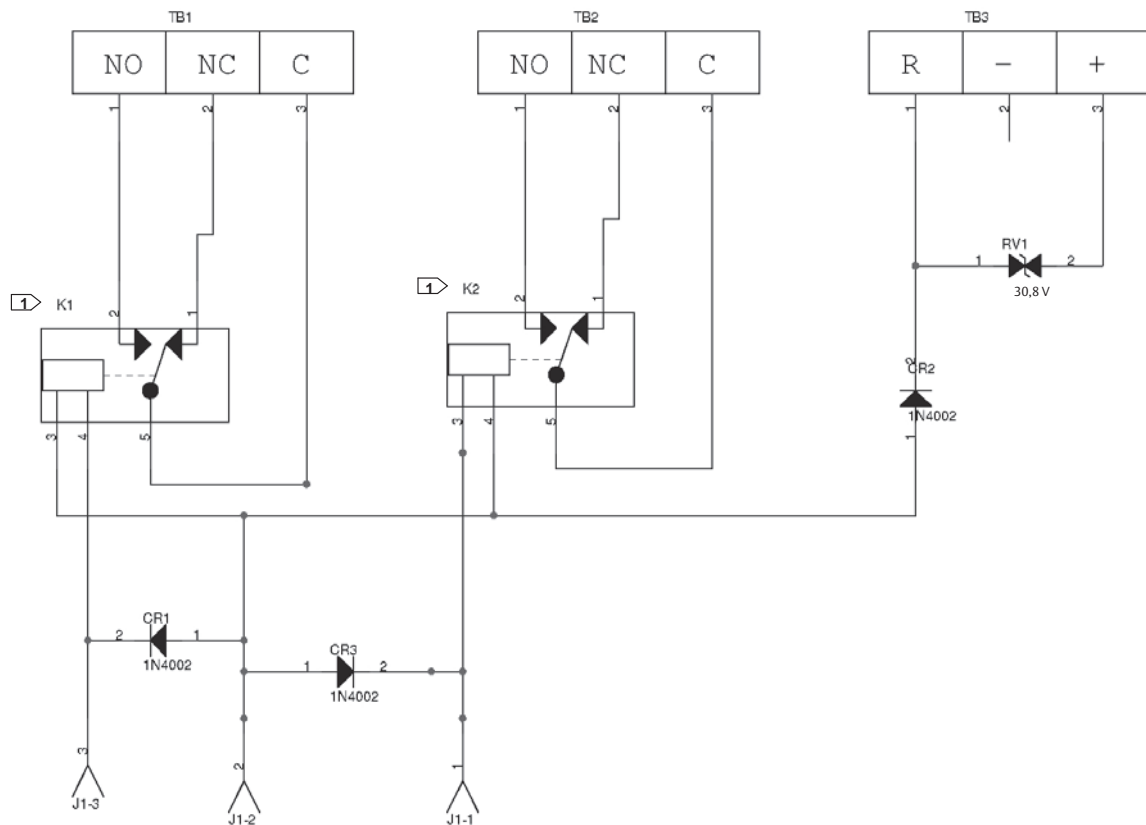 TB1 TB2 TB3
NO NC C NO NC C R - +
1 2 3 1 2 3 1 2 3
RV1
1 2
30,8 V
1 K1 1 K2
2 1 2 1
2
CR2
1N4002
1
3 4 5 3 4 5
CR1
2 1
1N4002
CR3
1 2
1N4002
3 2 1
J1-3 J1-2 J1-1